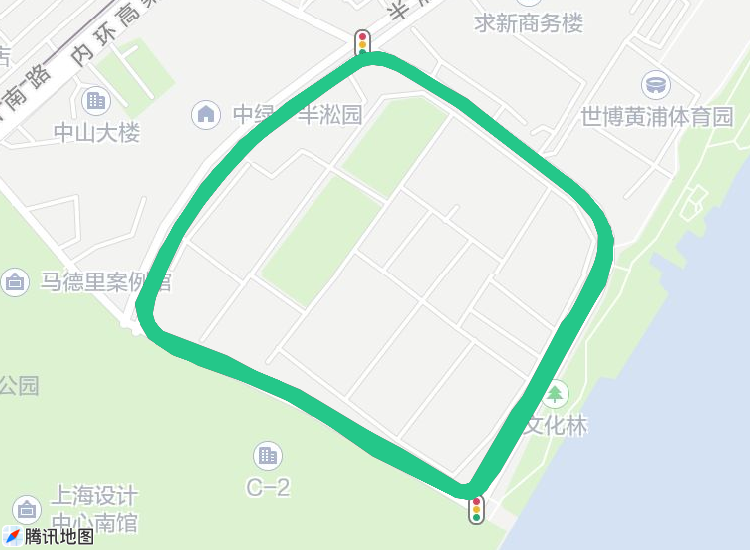 求新商务楼
半淞
内环高架
南路
店
中山大楼
中绿 半淞园
世博黄浦体育园
马德里案例馆
公园
文化林
C-2
上海设计
中心南馆
腾讯地图